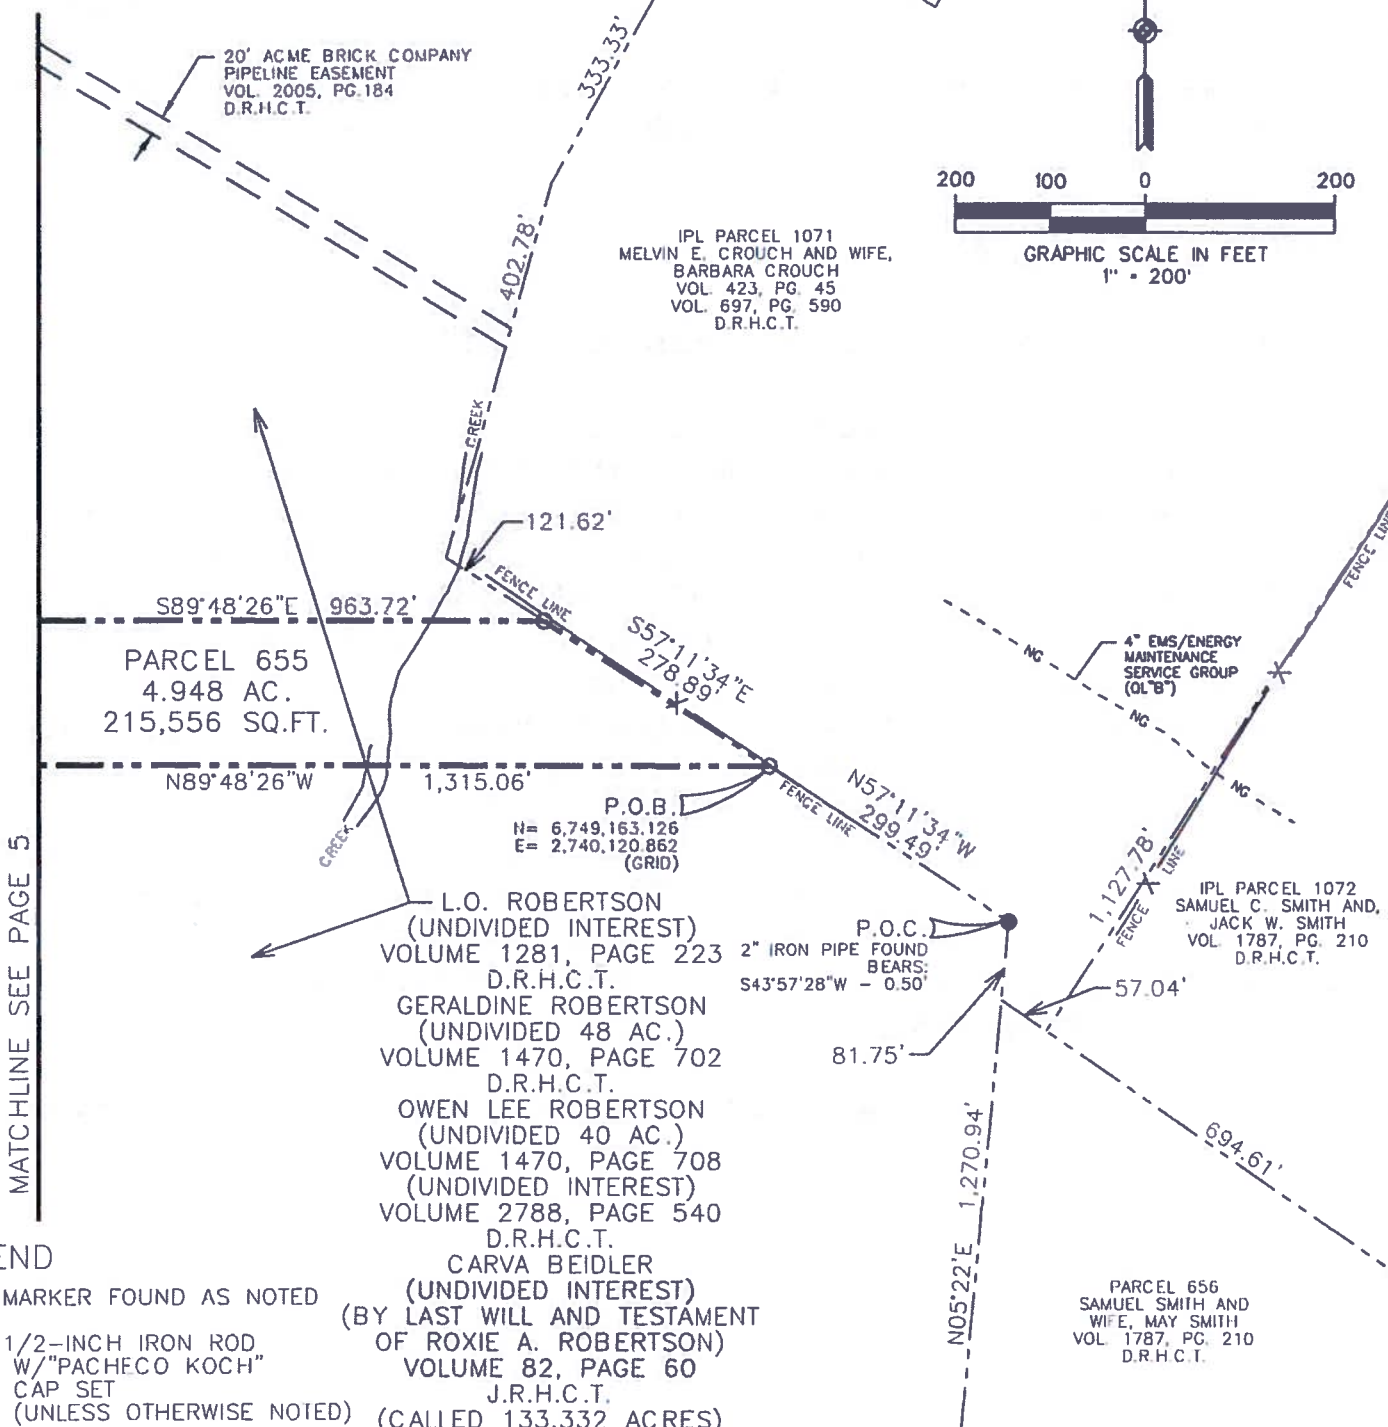 20' ACME BRICK COMPANY
PIPELINE EASEMENT
VOL. 2005, PG.184
D.R.H.C.T.
333.33'
200 100 0 200
GRAPHIC SCALE IN FEET
1" = 200'
402.78'
IPL PARCEL 1071
MELVIN E. CROUCH AND WIFE,
BARBARA CROUCH
VOL. 423, PG. 45
VOL. 697, PG. 590
D.R.H.C.T.
CREEK
121.62'
FENCE LINE
FENCE LINE
S89°48'26"E 963.72'
S57°11'34"E
278.89'
PARCEL 655
4.948 AC.
215,556 SQ.FT.
NG
4" EMS/ENERGY
MAINTENANCE
SERVICE GROUP
(QL"B")
NG
NG
N89°48'26"W 1,315.06'
P.O.B.
N= 6,749,163.126
E= 2,740,120.862
(GRID)
FENCE LINE
N57°11'34"W
299.49'
CREEK
1,127.78'
FENCE LINE
IPL PARCEL 1072
SAMUEL C. SMITH AND,
JACK W. SMITH
VOL. 1787, PG. 210
D.R.H.C.T.
MATCHLINE SEE PAGE 5
L.O. ROBERTSON
(UNDIVIDED INTEREST)
VOLUME 1281, PAGE 223
D.R.H.C.T.
GERALDINE ROBERTSON
(UNDIVIDED 48 AC.)
VOLUME 1470, PAGE 702
D.R.H.C.T.
OWEN LEE ROBERTSON
(UNDIVIDED 40 AC.)
VOLUME 1470, PAGE 708
(UNDIVIDED INTEREST)
VOLUME 2788, PAGE 540
D.R.H.C.T.
CARVA BEIDLER
(UNDIVIDED INTEREST)
(BY LAST WILL AND TESTAMENT
OF ROXIE A. ROBERTSON)
VOLUME 82, PAGE 60
J.R.H.C.T.
(CALLED 133.332 ACRES)
P.O.C.
2" IRON PIPE FOUND
BEARS:
S43°57'28"W - 0.50'
57.04'
81.75'
694.61'
N05°22'E 1,270.94'
PARCEL 656
SAMUEL SMITH AND
WIFE, MAY SMITH
VOL. 1787, PG. 210
D.R.H.C.T.
END
MARKER FOUND AS NOTED
1/2-INCH IRON ROD
W/"PACHECO KOCH"
CAP SET
(UNLESS OTHERWISE NOTED)